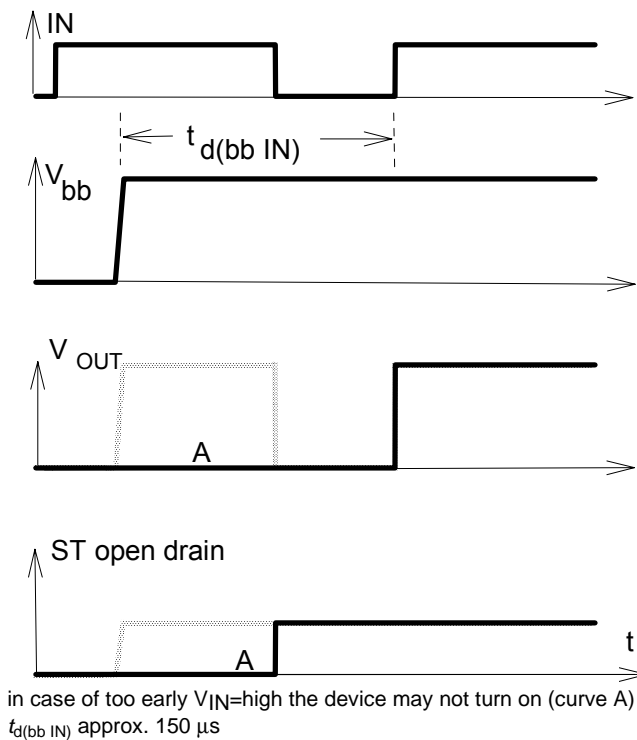 IN
t d(bb IN)
Vbb
V OUT
A
ST open drain
A
t
in case of too early VIN=high the device may not turn on (curve A)
td(bb IN) approx. 150 µs